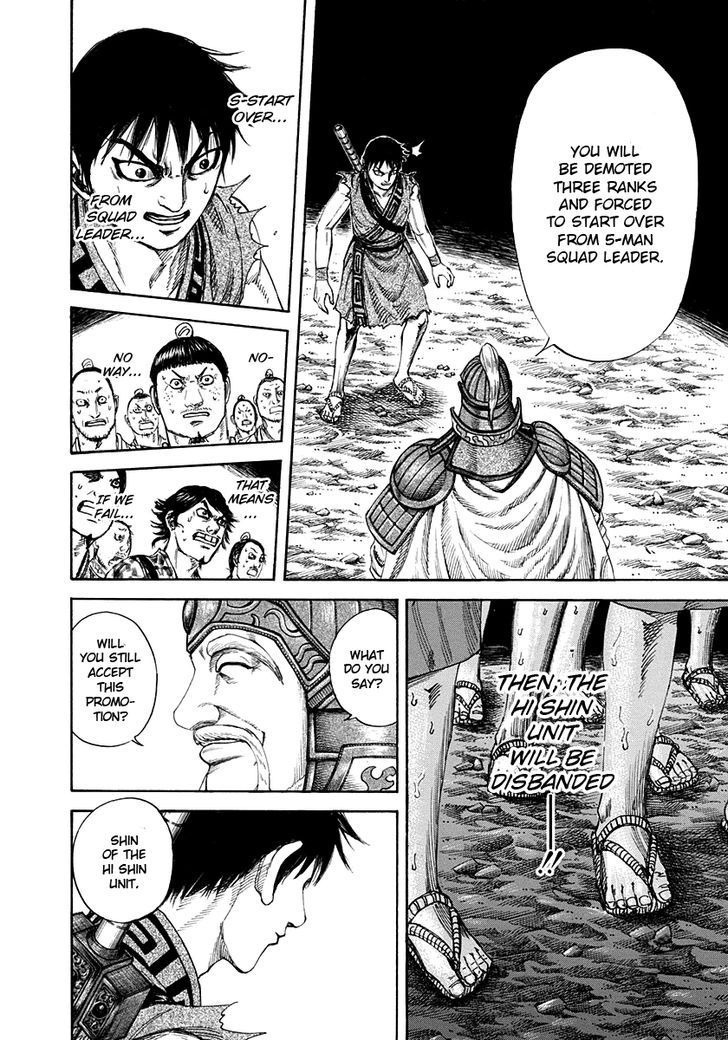 YOU WILL
BE DEMOTED
THREE RANKS
AND FORCED
TO START OVER
FROM 5-MAN
SQUAD LEADER.
S-START
OVER...
FROM
SQUAD
LEADER...
NO-
NO
WAY...
THAT
MEANS
...
IF WE
FAIL...
THEN, THE
HI SHIN
UNIT
WILL BE
DISBANDED
!!
WHAT
DO YOU
SAY?
WILL
YOU STILL
ACCEPT
THIS
PROMO-
TION?
SHIN
OF THE
HI SHIN
UNIT.